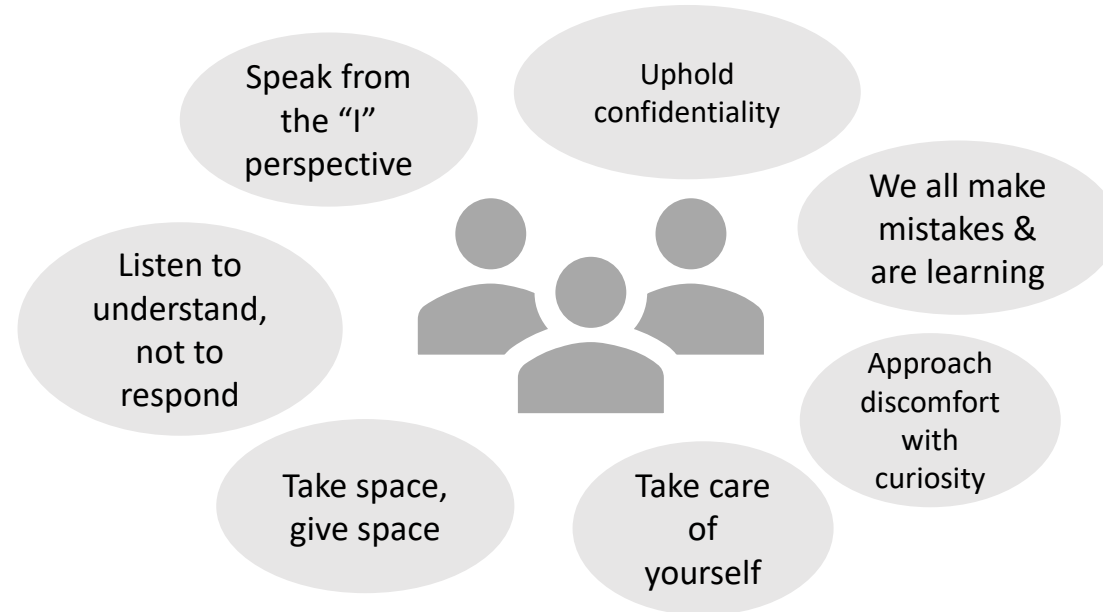 Speak from
the “I”
perspective
Uphold
confidentiality
We all make
mistakes &
are learning
Listen to
understand,
not to
respond
Approach
discomfort
with
curiosity
Take space,
give space
Take care
of
yourself